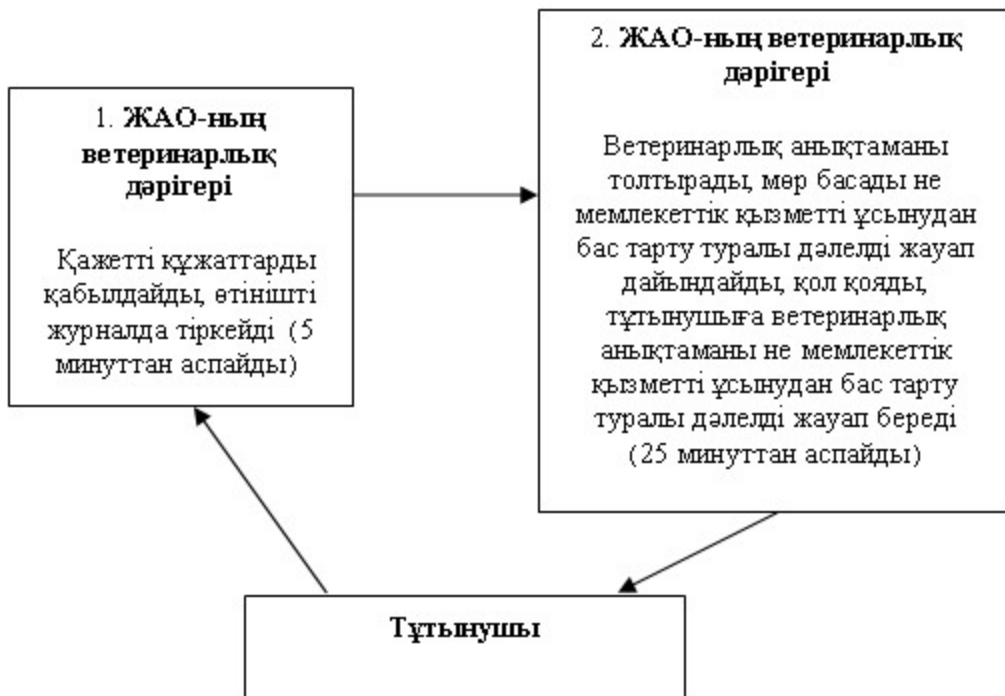 1. ЖАО-ның
ветеринарлық
дәрігері
Қажетті құжаттарды
қабылдайды, өтінішті
журналда тіркейді (5
минуттан аспайды)
2. ЖАО-ның ветеринарлық
дәрігері
Ветеринарлық анықтаманы
толтырады, мөр басады не
мемлекеттік қызметті ұсынудан
бас тарту туралы дәлелді жауап
дайындайды, қол қояды,
тұтынушыға ветеринарлық
анықтаманы не мемлекеттік
қызметті ұсынудан бас тарту
туралы дәлелді жауап береді
(25 минуттан аспайды)
Тұтынушы